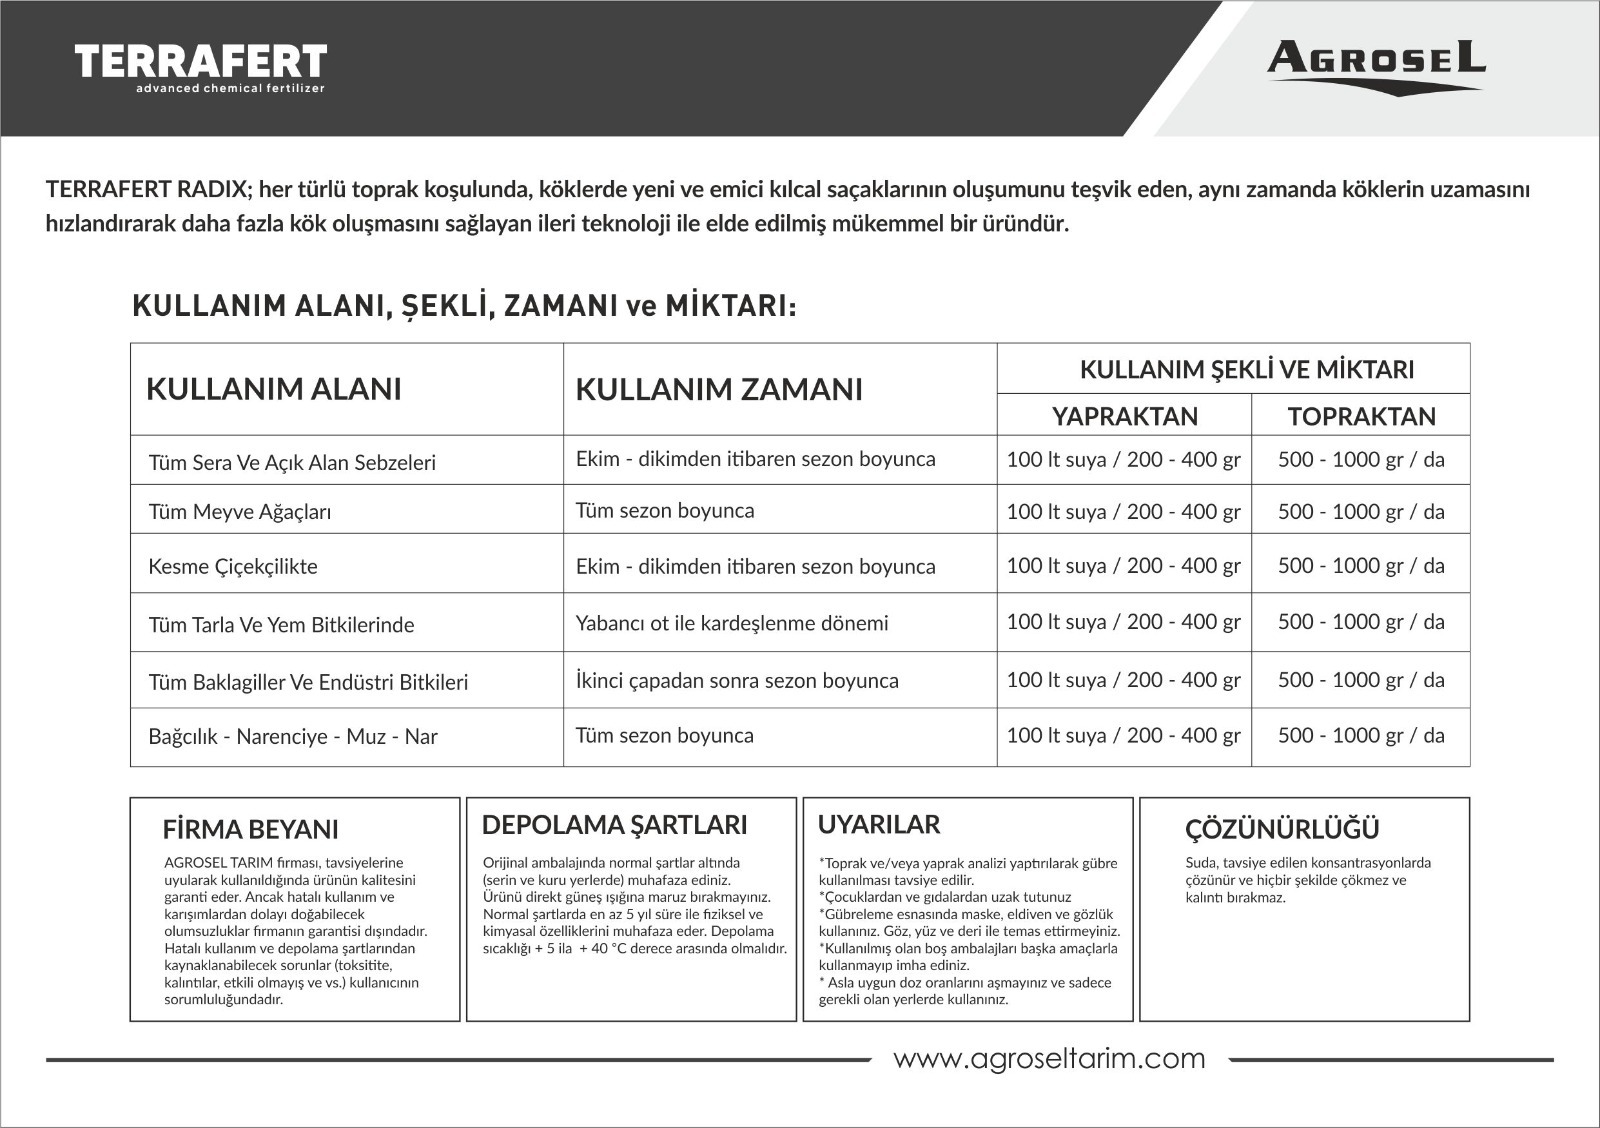 TERRAFERT
advanced chemical fertilizer
AGROSEL
TERRAFERT RADIX; her türlü toprak koşulunda, köklerde yeni ve emici kılcal saçaklarının oluşumunu teşvik eden, aynı zamanda köklerin uzamasını
hızlandırarak daha fazla kök oluşmasını sağlayan ileri teknoloji ile elde edilmiş mükemmel bir üründür.
KULLANIM ALANI, ŞEKLİ, ZAMANI ve MİKTARI:
KULLANIM ALANI KULLANIM ZAMANI KULLANIM ŞEKLİ VE MİKTARI
YAPRAKTAN TOPRAKTAN
Tüm Sera Ve Açık Alan Sebzeleri Ekim - dikimden itibaren sezon boyunca 100 lt suya / 200 - 400 gr 500 - 1000 gr / da
Tüm Meyve Ağaçları Tüm sezon boyunca 100 lt suya / 200 - 400 gr 500 - 1000 gr / da
Kesme Çiçekçilikte Ekim - dikimden itibaren sezon boyunca 100 lt suya / 200 - 400 gr 500 - 1000 gr / da
Tüm Tarla Ve Yem Bitkilerinde Yabancı ot ile kardeşlenme dönemi 100 lt suya / 200 - 400 gr 500 - 1000 gr / da
Tüm Baklagiller Ve Endüstri Bitkileri İkinci çapadan sonra sezon boyunca 100 lt suya / 200 - 400 gr 500 - 1000 gr / da
Bağcılık - Narenciye - Muz - Nar Tüm sezon boyunca 100 lt suya / 200 - 400 gr 500 - 1000 gr / da
FİRMA BEYANI
AGROSEL TARIM firması, tavsiyelerine
uyularak kullanıldığında ürünün kalitesini
garanti eder. Ancak hatalı kullanım ve
karışımlardan dolayı doğabilecek
olumsuzluklar firmanın garantisi dışındadır.
Hatalı kullanım ve depolama şartlarından
kaynaklanabilecek sorunlar (toksitite,
kalıntılar, etkili olmayış ve vs.) kullanıcının
sorumluluğundadır.
DEPOLAMA ŞARTLARI
Orijinal ambalajında normal şartlar altında
(serin ve kuru yerlerde) muhafaza ediniz.
Ürünü direkt güneş ışığına maruz bırakmayınız.
Normal şartlarda en az 5 yıl süre ile fiziksel ve
kimyasal özelliklerini muhafaza eder. Depolama
sıcaklığı + 5 ila + 40 °C derece arasında olmalıdır.
UYARILAR
*Toprak ve/veya yaprak analizi yaptırılarak gübre
kullanılması tavsiye edilir.
*Çocuklardan ve gıdalardan uzak tutunuz
*Gübreleme esnasında maske, eldiven ve gözlük
kullanınız. Göz, yüz ve deri ile temas ettirmeyiniz.
*Kullanılmış olan boş ambalajları başka amaçlarla
kullanmayıp imha ediniz.
* Asla uygun doz oranlarını aşmayınız ve sadece
gerekli olan yerlerde kullanınız.
ÇÖZÜNÜRLÜĞÜ
Suda, tavsiye edilen konsantrasyonlarda
çözünür ve hiçbir şekilde çökmez ve
kalıntı bırakmaz.
www.agroseltarim.com